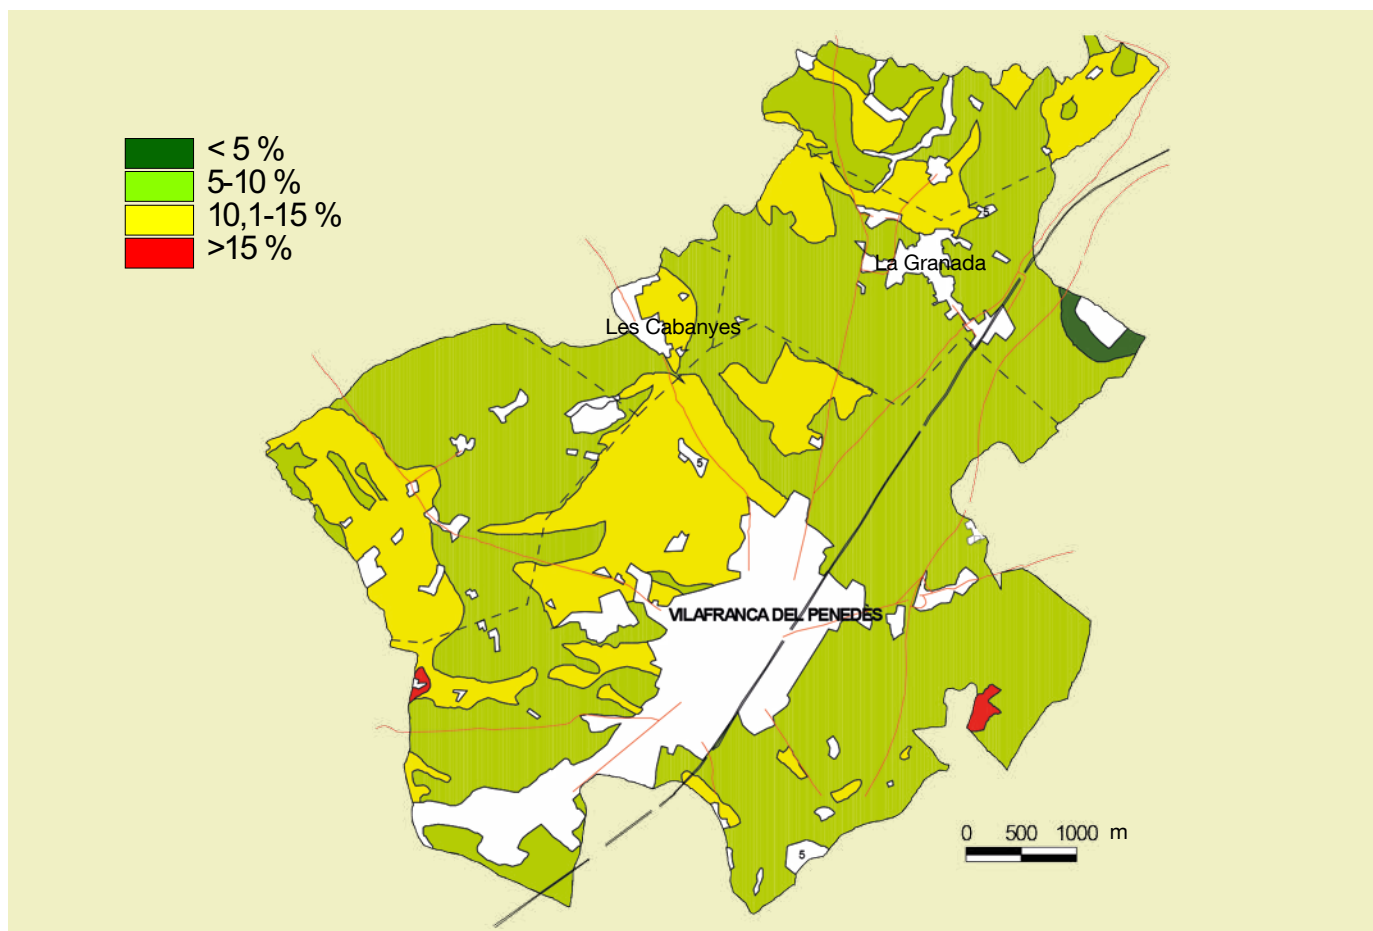 < 5 %
5-10 %
10,1-15 %
>15 %
5
La Granada
Les Cabanyes
5
VILAFRANCA DEL PENEDÈS
0 500 1000 m
5